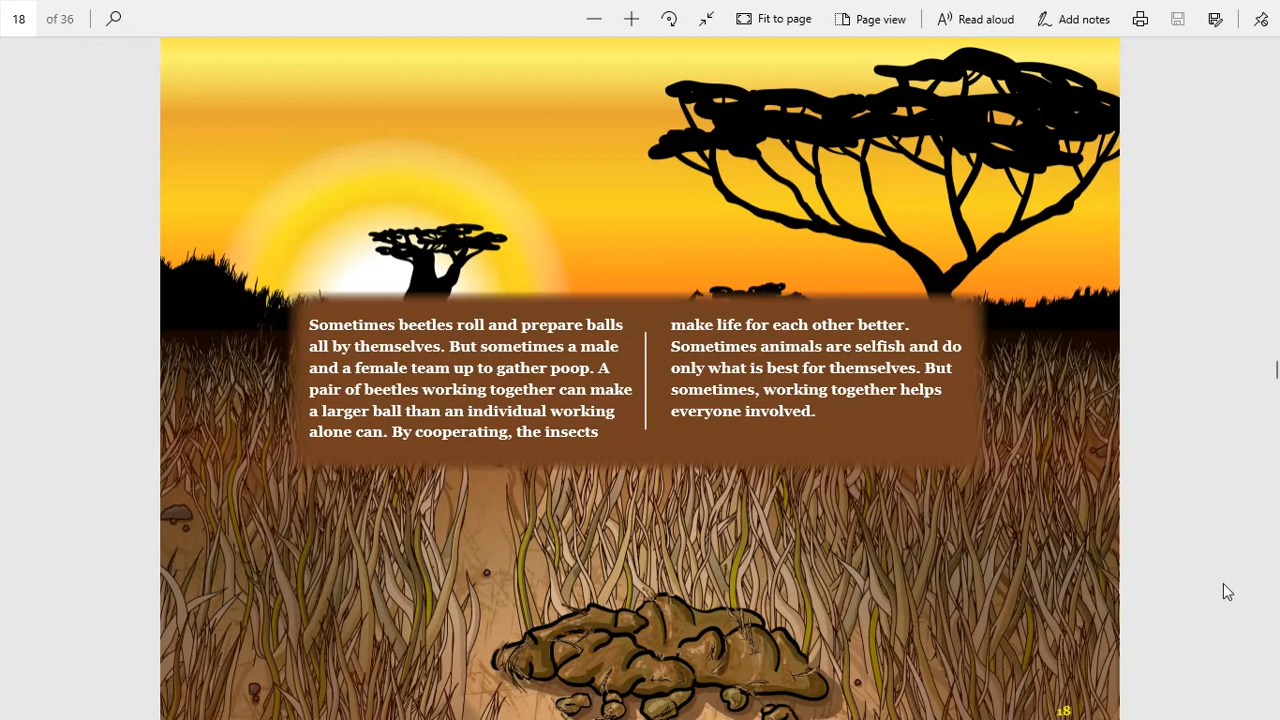 18 of 36
Fit to page
Page view
Read aloud
Add notes
Sometimes beetles roll and prepare balls
all by themselves. But sometimes a male
and a female team up to gather poop. A
pair of beetles working together can make
a larger ball than an individual working
alone can. By cooperating, the insects
make life for each other better.
Sometimes animals are selfish and do
only what is best for themselves. But
sometimes, working together helps
everyone involved.
18